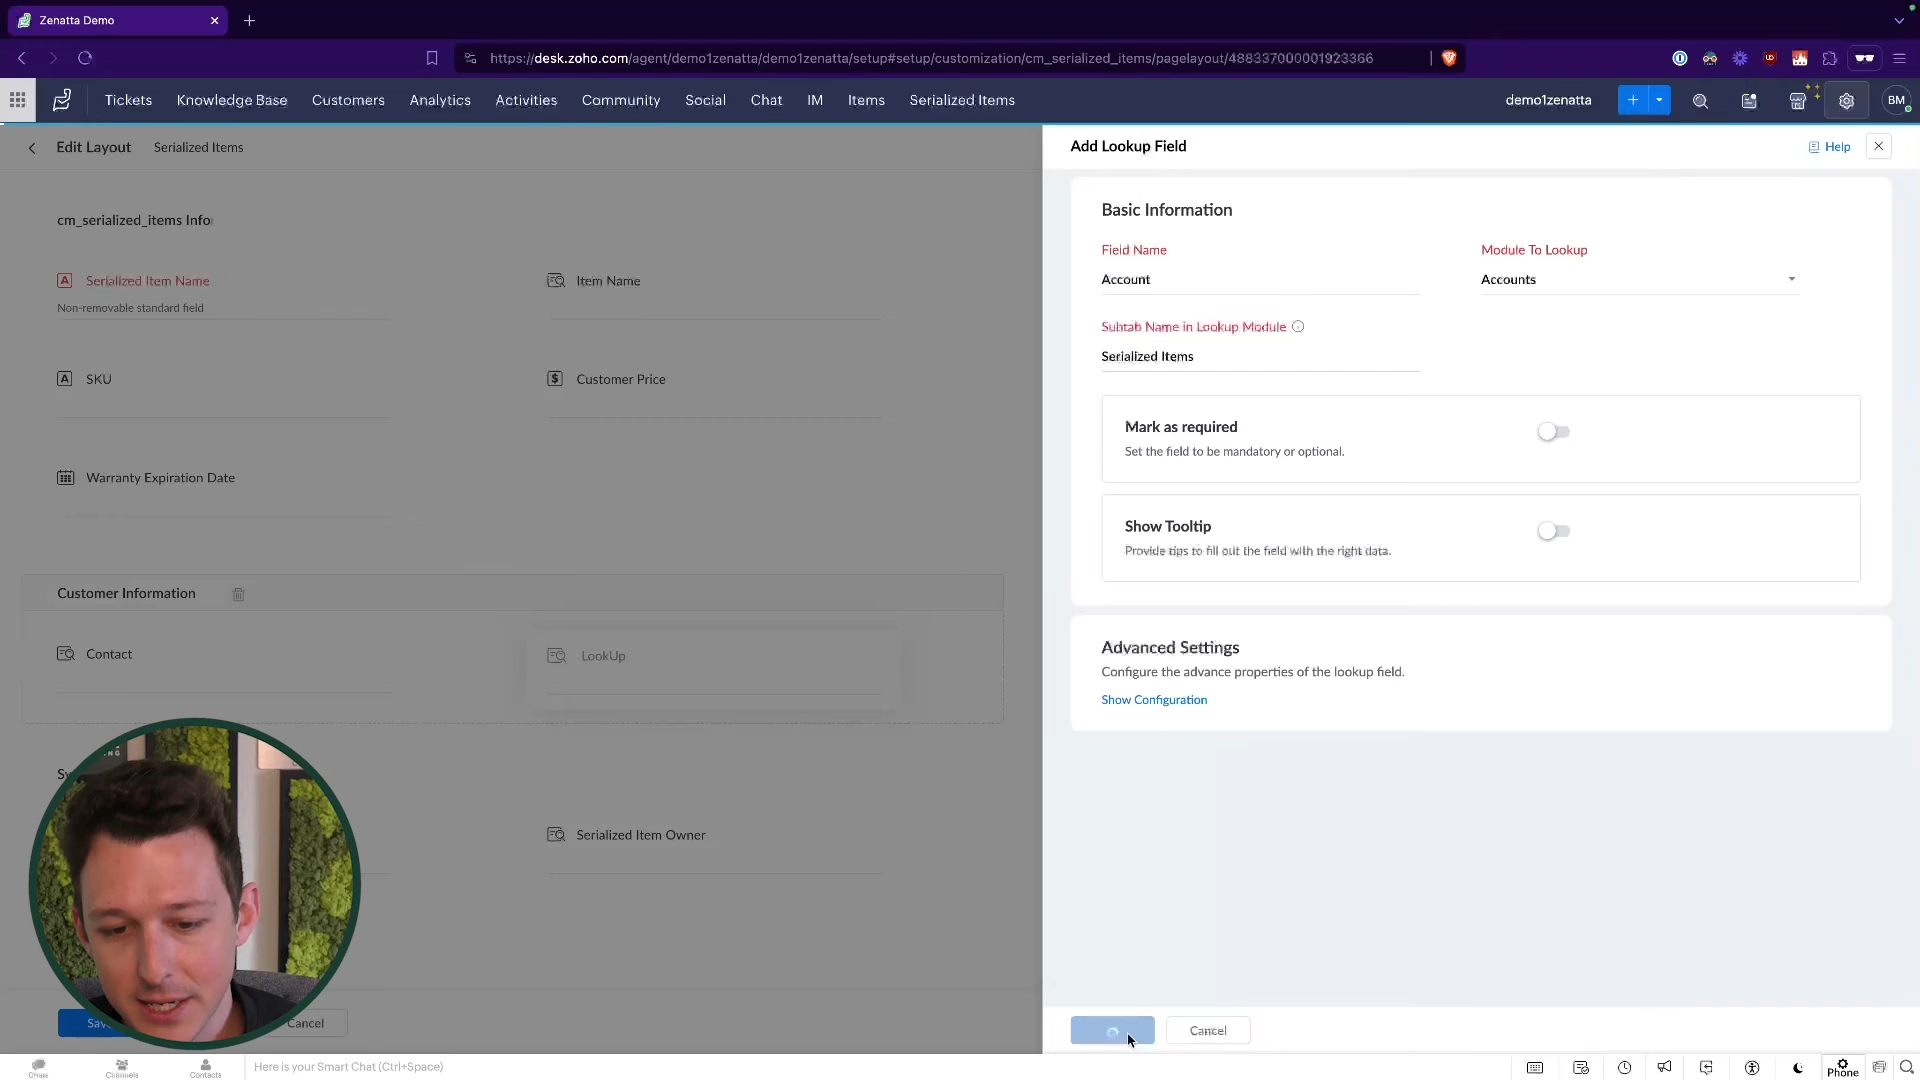 Zenatta Demo
https://desk.zoho.com/agent/demo1zenatta/demo1zenatta/setup#setup/customization/cm_serialized_items/pagelayout/488337000001923366
Tickets Knowledge Base Customers Analytics Activities Community Social Chat IM Items Serialized Items demo1zenatta BM
Edit Layout Serialized Items
Add Lookup Field Help
cm_serialized_items Info
Serialized Item Name
Non-removable standard field
Item Name
SKU
Customer Price
Warranty Expiration Date
Customer Information
Contact
LookUp
Serialized Item Owner
Cancel
Basic Information
Field Name
Account
Module To Lookup
Accounts
Subtab Name in Lookup Module
Serialized Items
Mark as required
Set the field to be mandatory or optional.
Show Tooltip
Provide tips to fill out the field with the right data.
Advanced Settings
Configure the advance properties of the lookup field.
Show Configuration
Cancel
Chats Channels Contacts Here is your Smart Chat (Ctrl+Space) Phone